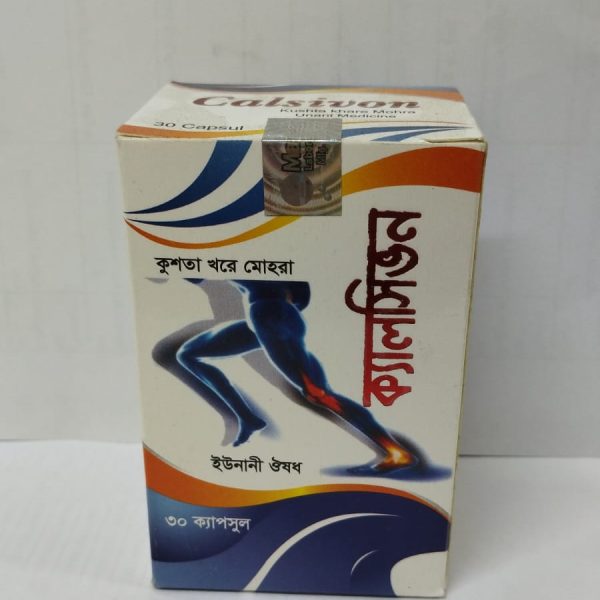 Calsivon
Kushta khare Mohra
Unani Medicine
30 Capsul
কুশতা খরে মোহরা
ক্যালসিভন
ইউনানী ঔষধ
৩০ ক্যাপসুল